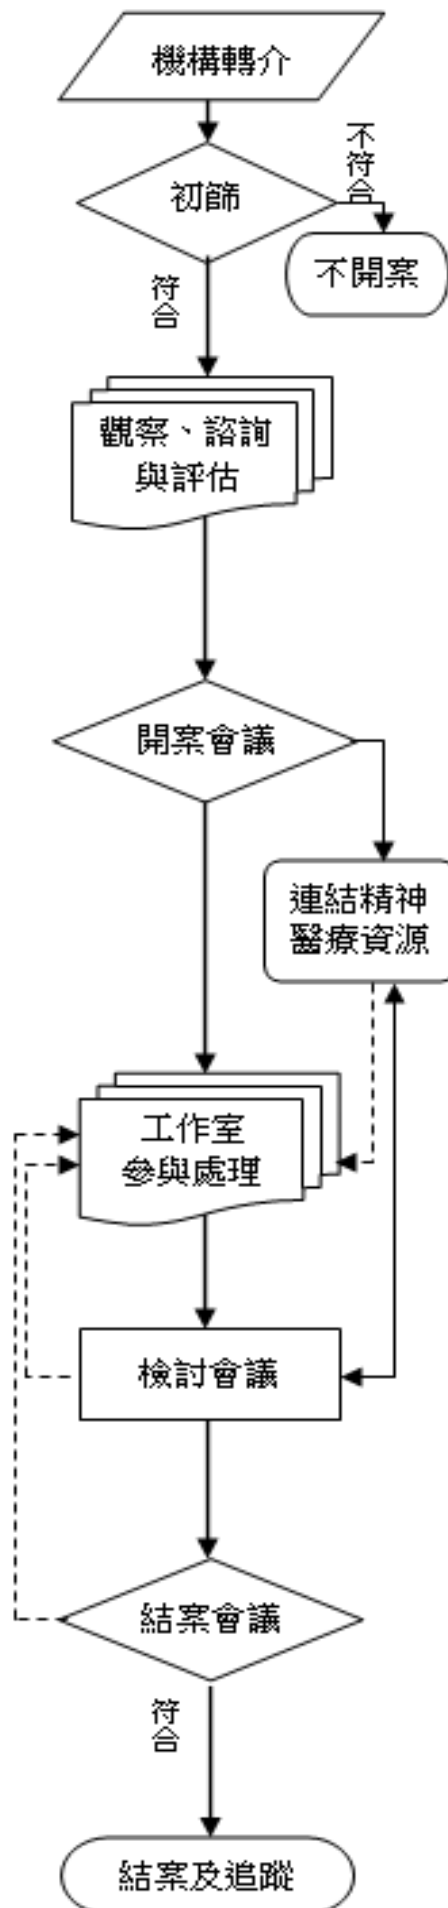 機構轉介
初篩
不符合
不開案
符合
觀察、諮詢
與評估
開案會議
連結精神
醫療資源
工作室
參與處理
檢討會議
結案會議
符合
結案及追蹤